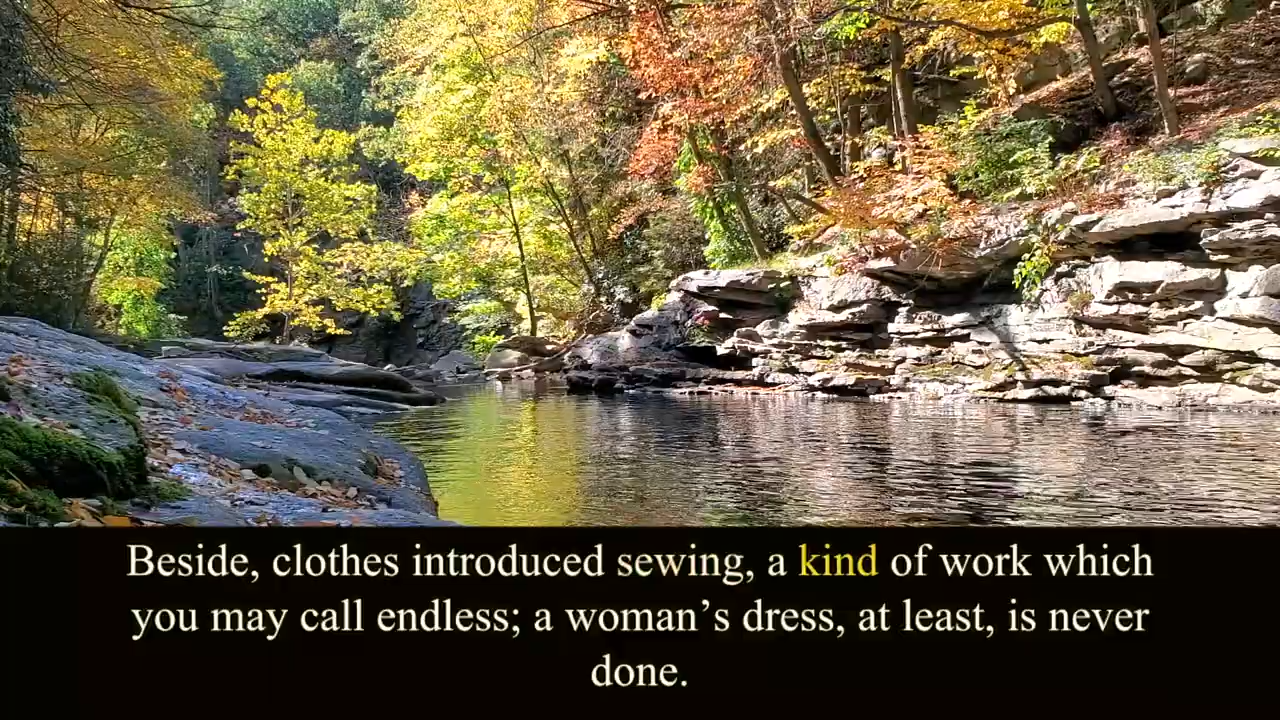 Beside, clothes introduced sewing, a kind of work which
you may call endless; a woman’s dress, at least, is never
done.